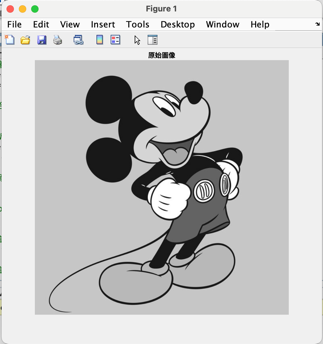 Figure 1
File Edit View Insert Tools Desktop Window Help
原始图像